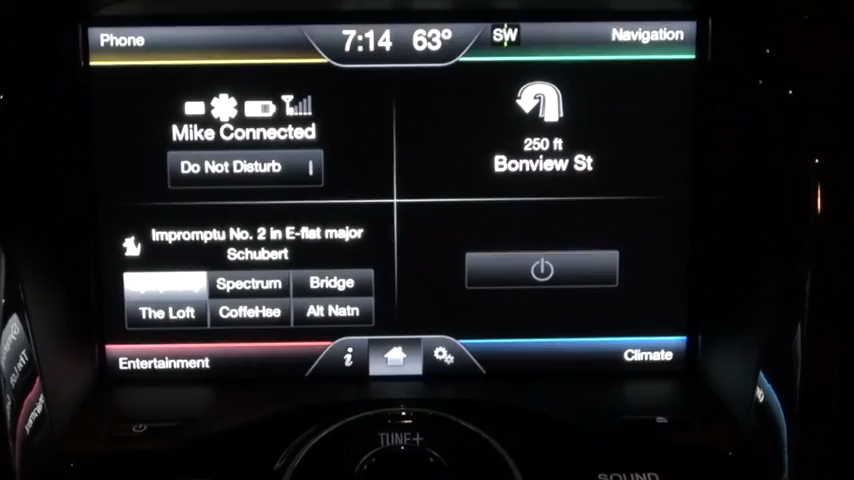 Phone
7:14 63°
SW
Navigation
Mike Connected
Do Not Disturb
250 ft
Bonview St
Impromptu No. 2 in E-flat major
Schubert
Spectrum
Bridge
The Loft
CoffeHse
Alt Natn
Entertainment
i
Climate
TUNE+
SOUND